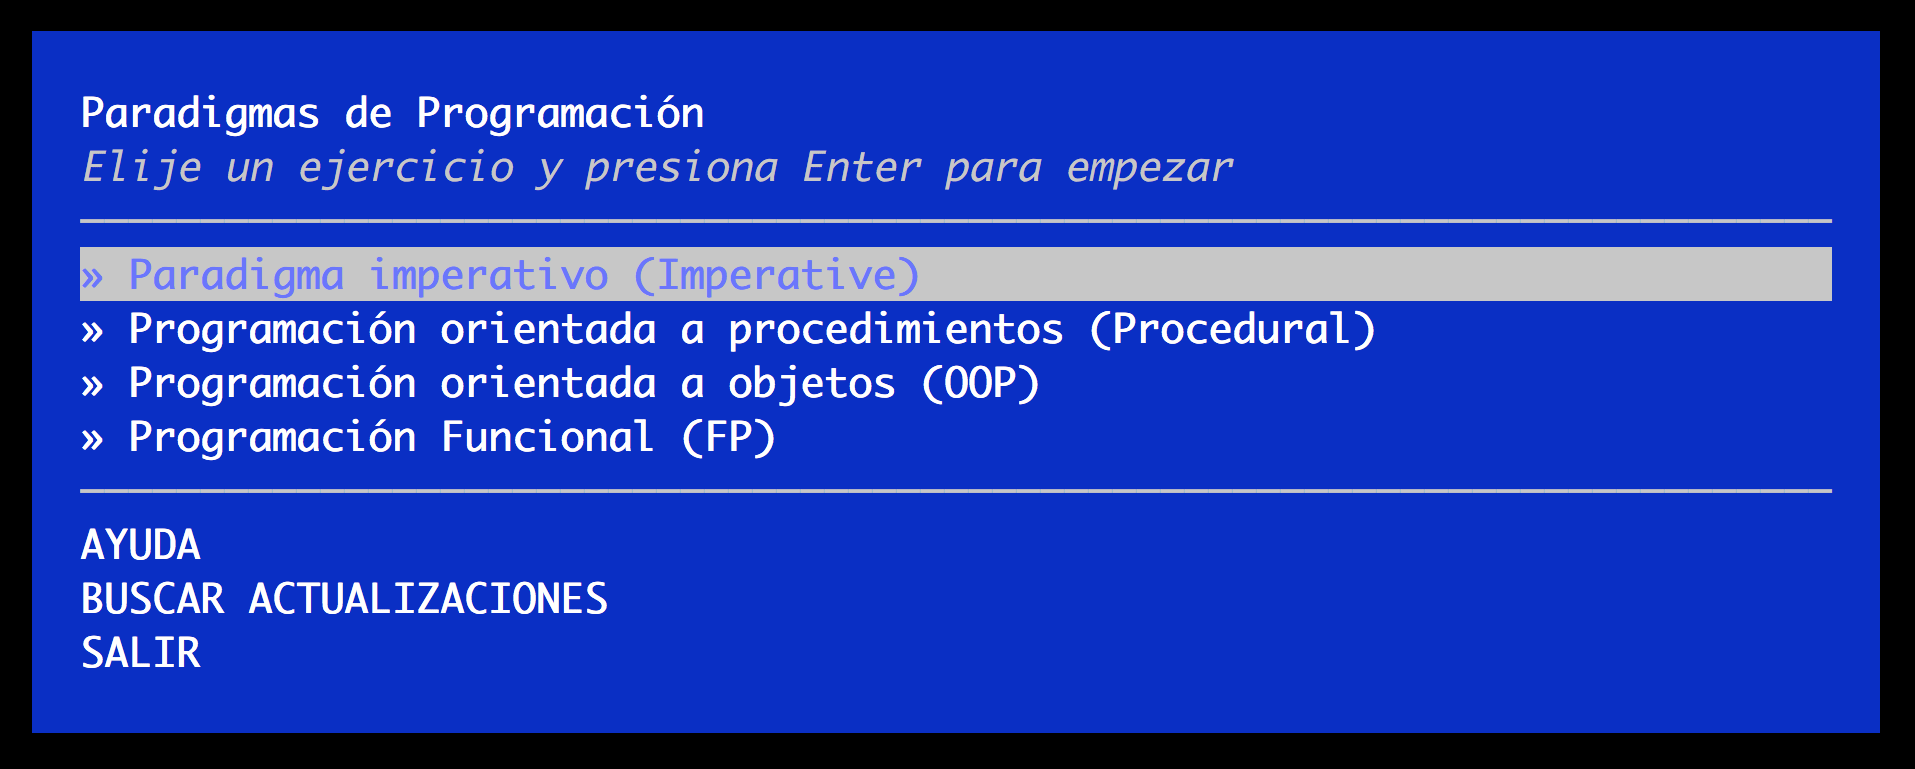 Paradigmas de Programación
Elije un ejercicio y presiona Enter para empezar
» Paradigma imperativo (Imperative)
» Programación orientada a procedimientos (Procedural)
» Programación orientada a objetos (OOP)
» Programación Funcional (FP)
AYUDA
BUSCAR ACTUALIZACIONES
SALIR